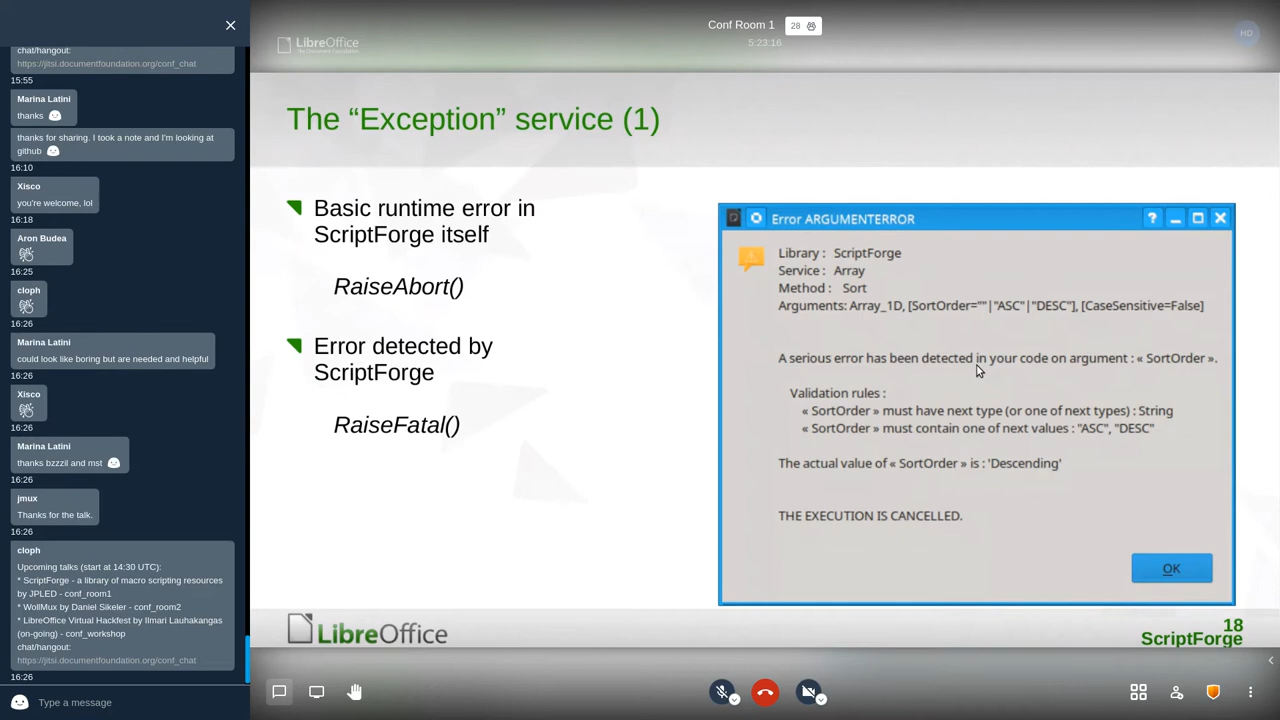 chat/hangout:
https://jitsi.documentfoundation.org/conf_chat
15:55
Marina Latini
thanks
thanks for sharing. I took a note and I'm looking at
github
16:10
Xisco
you're welcome, lol
16:18
Aron Budea
16:25
cloph
16:26
Marina Latini
could look like boring but are needed and helpful
16:26
Xisco
16:26
Marina Latini
thanks bzzzil and mst
16:26
jmux
Thanks for the talk.
16:26
cloph
Upcoming talks (start at 14:30 UTC):
* ScriptForge - a library of macro scripting resources
by JPLED - conf_room1
* WollMux by Daniel Sikeler - conf_room2
* LibreOffice Virtual Hackfest by Ilmari Lauhakangas
(on-going) - conf_workshop
chat/hangout:
https://jitsi.documentfoundation.org/conf_chat
16:26
Type a message
LibreOffice
The Document Foundation
Conf Room 1
28
5:23:16
HD
The “Exception” service (1)
Basic runtime error in
ScriptForge itself
RaiseAbort()
Error detected by
ScriptForge
RaiseFatal()
Error ARGUMENTERROR
Library : ScriptForge
Service : Array
Method : Sort
Arguments: Array_1D, [SortOrder=""|"ASC"|"DESC"], [CaseSensitive=False]
A serious error has been detected in your code on argument : « SortOrder ».
Validation rules :
« SortOrder » must have next type (or one of next types) : String
« SortOrder » must contain one of next values : "ASC", "DESC"
The actual value of « SortOrder » is : 'Descending'
THE EXECUTION IS CANCELLED.
OK
LibreOffice
18
ScriptForge